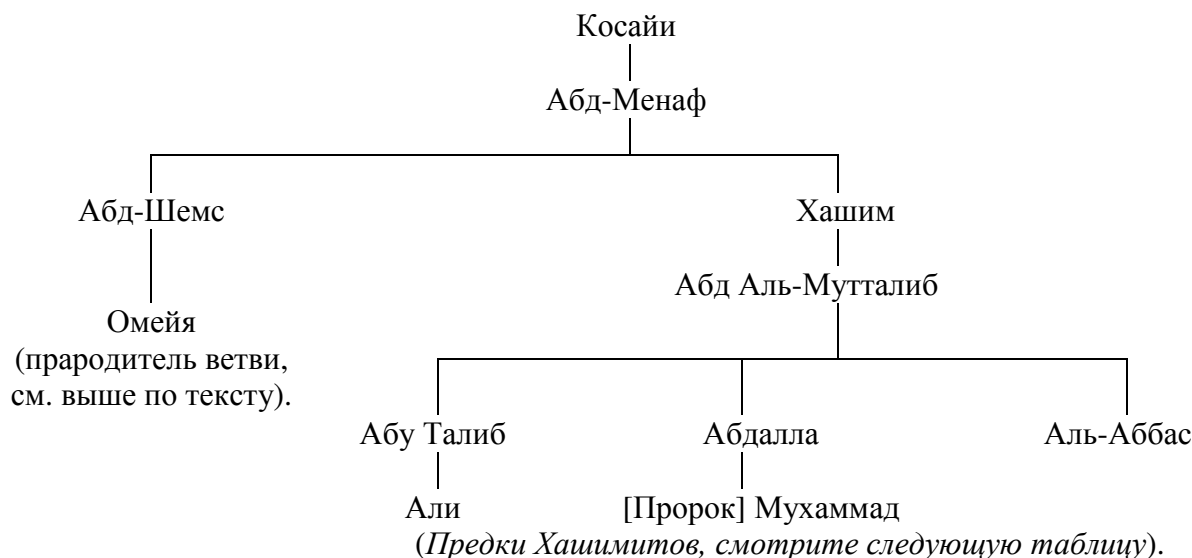 Косайи
Абд-Менаф
Абд-Шемс Хашим
Абд Аль-Мутталиб
Омейя
(прародитель ветви,
см. выше по тексту).
Абу Талиб Абдалла Аль-Аббас
Али [Пророк] Мухаммад
(Предки Хашимитов, смотрите следующую таблицу).